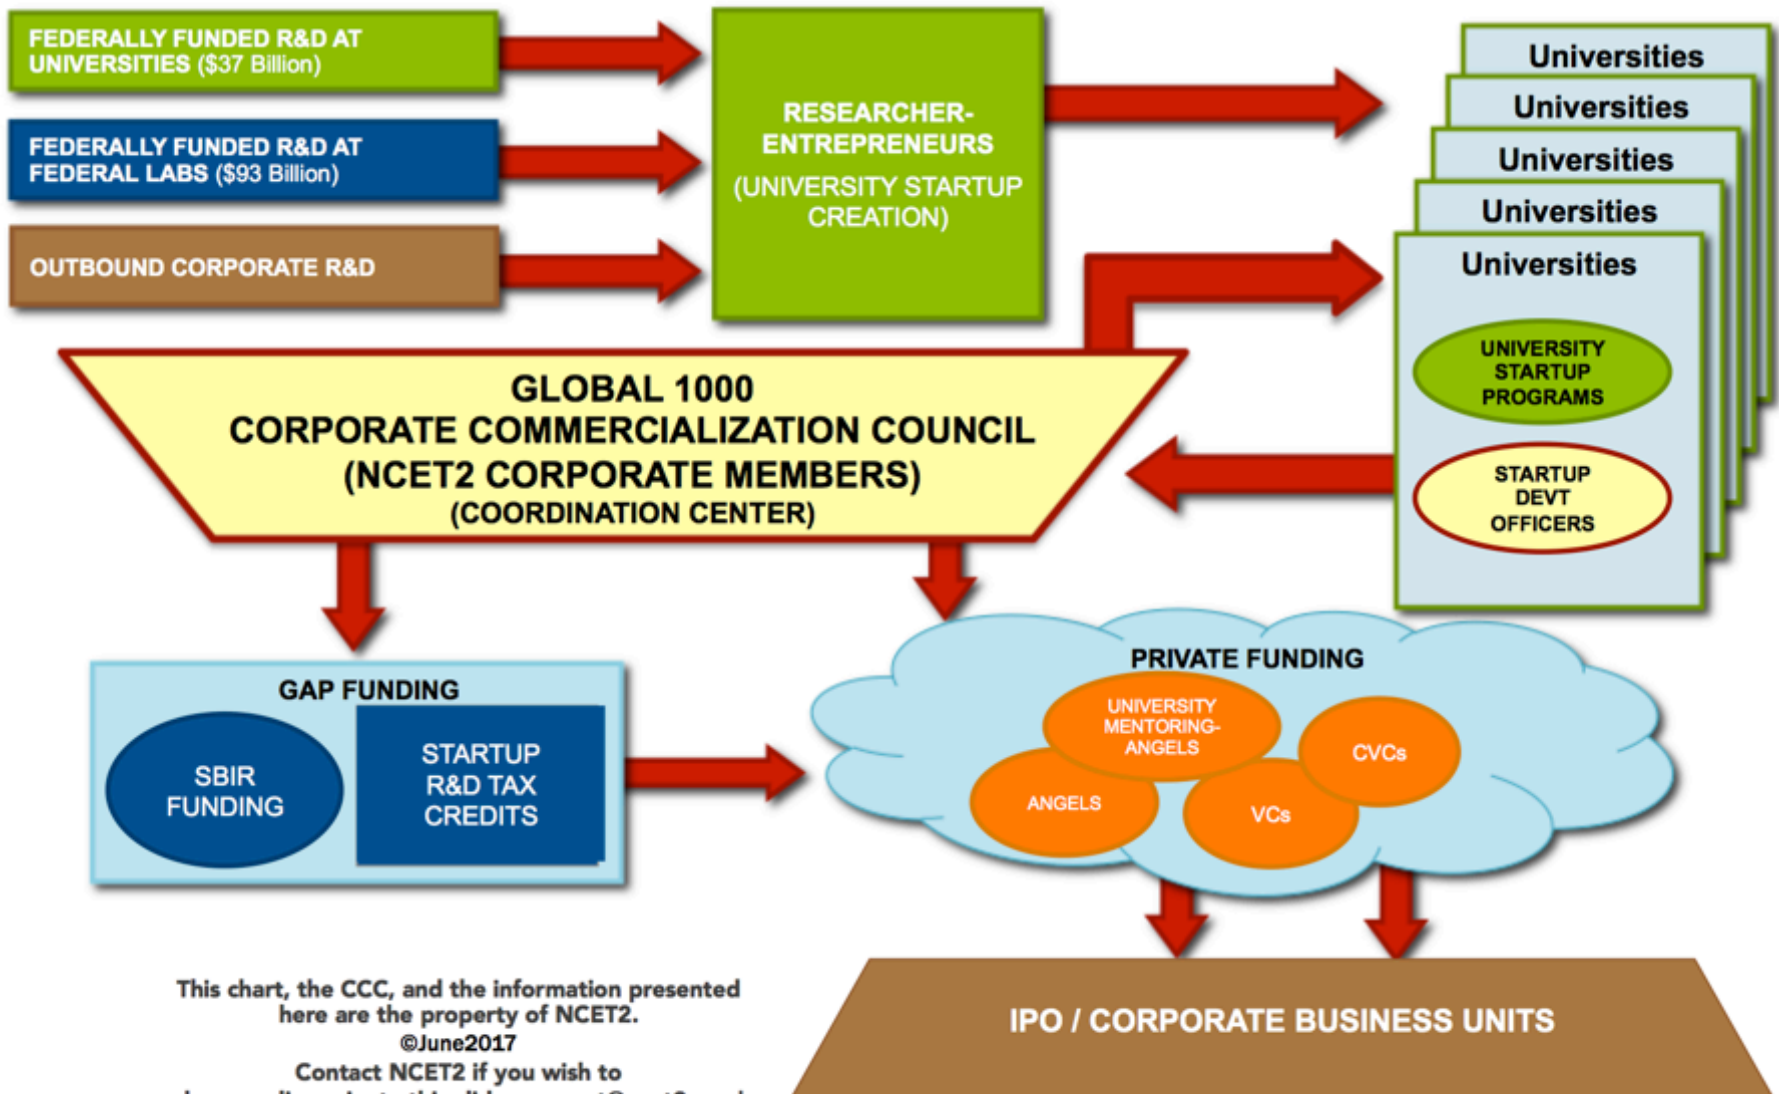 FEDERALLY FUNDED R&D AT
UNIVERSITIES ($37 Billion)
FEDERALLY FUNDED R&D AT
FEDERAL LABS ($93 Billion)
OUTBOUND CORPORATE R&D
RESEARCHER-
ENTREPRENEURS
(UNIVERSITY STARTUP
CREATION)
Universities
Universities
Universities
Universities
Universities
UNIVERSITY
STARTUP
PROGRAMS
STARTUP
DEVT
OFFICERS
GLOBAL 1000
CORPORATE COMMERCIALIZATION COUNCIL
(NCET2 CORPORATE MEMBERS)
(COORDINATION CENTER)
GAP FUNDING
SBIR
FUNDING
STARTUP
R&D TAX
CREDITS
PRIVATE FUNDING
UNIVERSITY
MENTORING-
ANGELS
ANGELS
VCs
CVCs
IPO / CORPORATE BUSINESS UNITS
This chart, the CCC, and the information presented
here are the property of NCET2.
©June2017
Contact NCET2 if you wish to